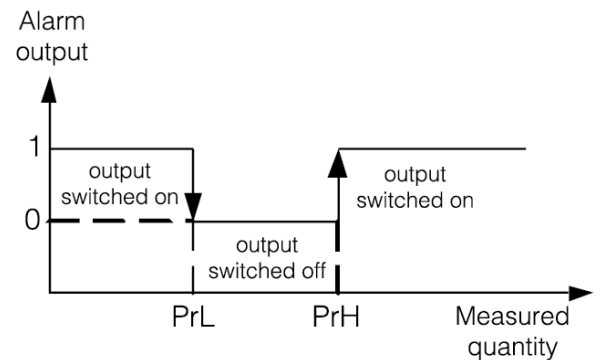 Alarm
output
1
output
switched on
output
switched on
0
output
switched off
PrL
PrH
Measured
quantity